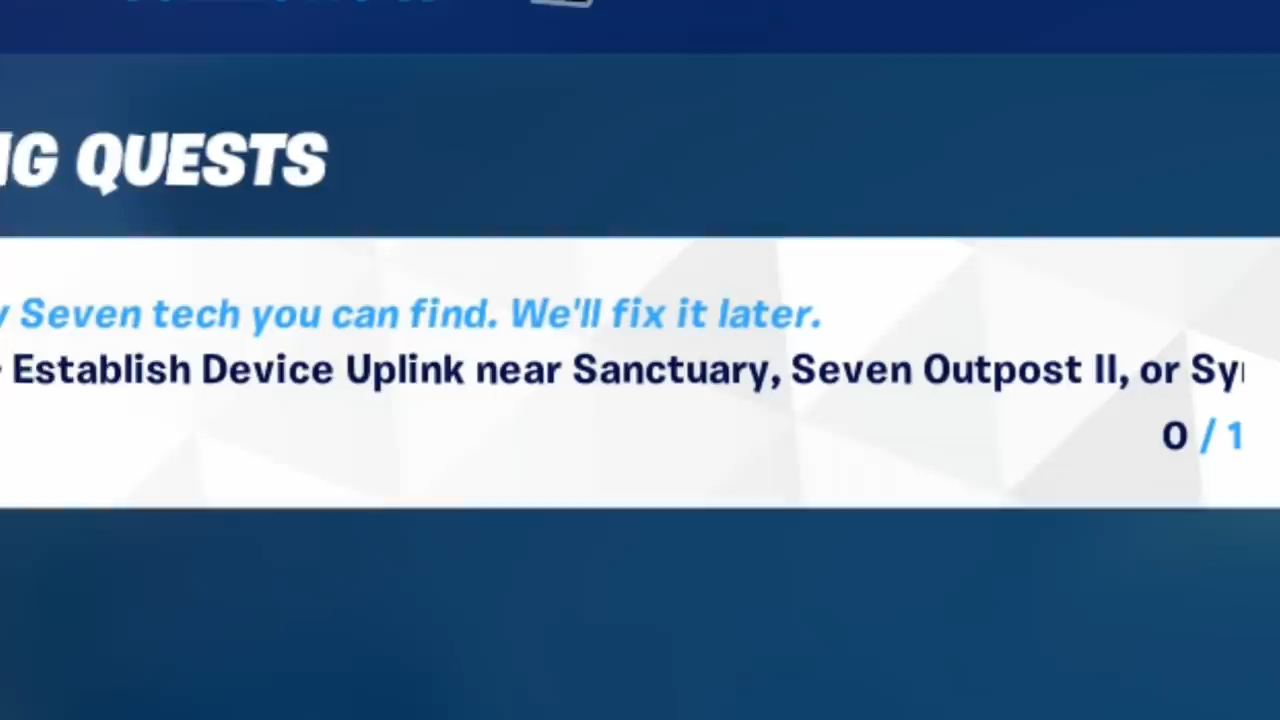 QUESTS
Seven tech you can find. We'll fix it later.
Establish Device Uplink near Sanctuary, Seven Outpost II, or
0 / 1